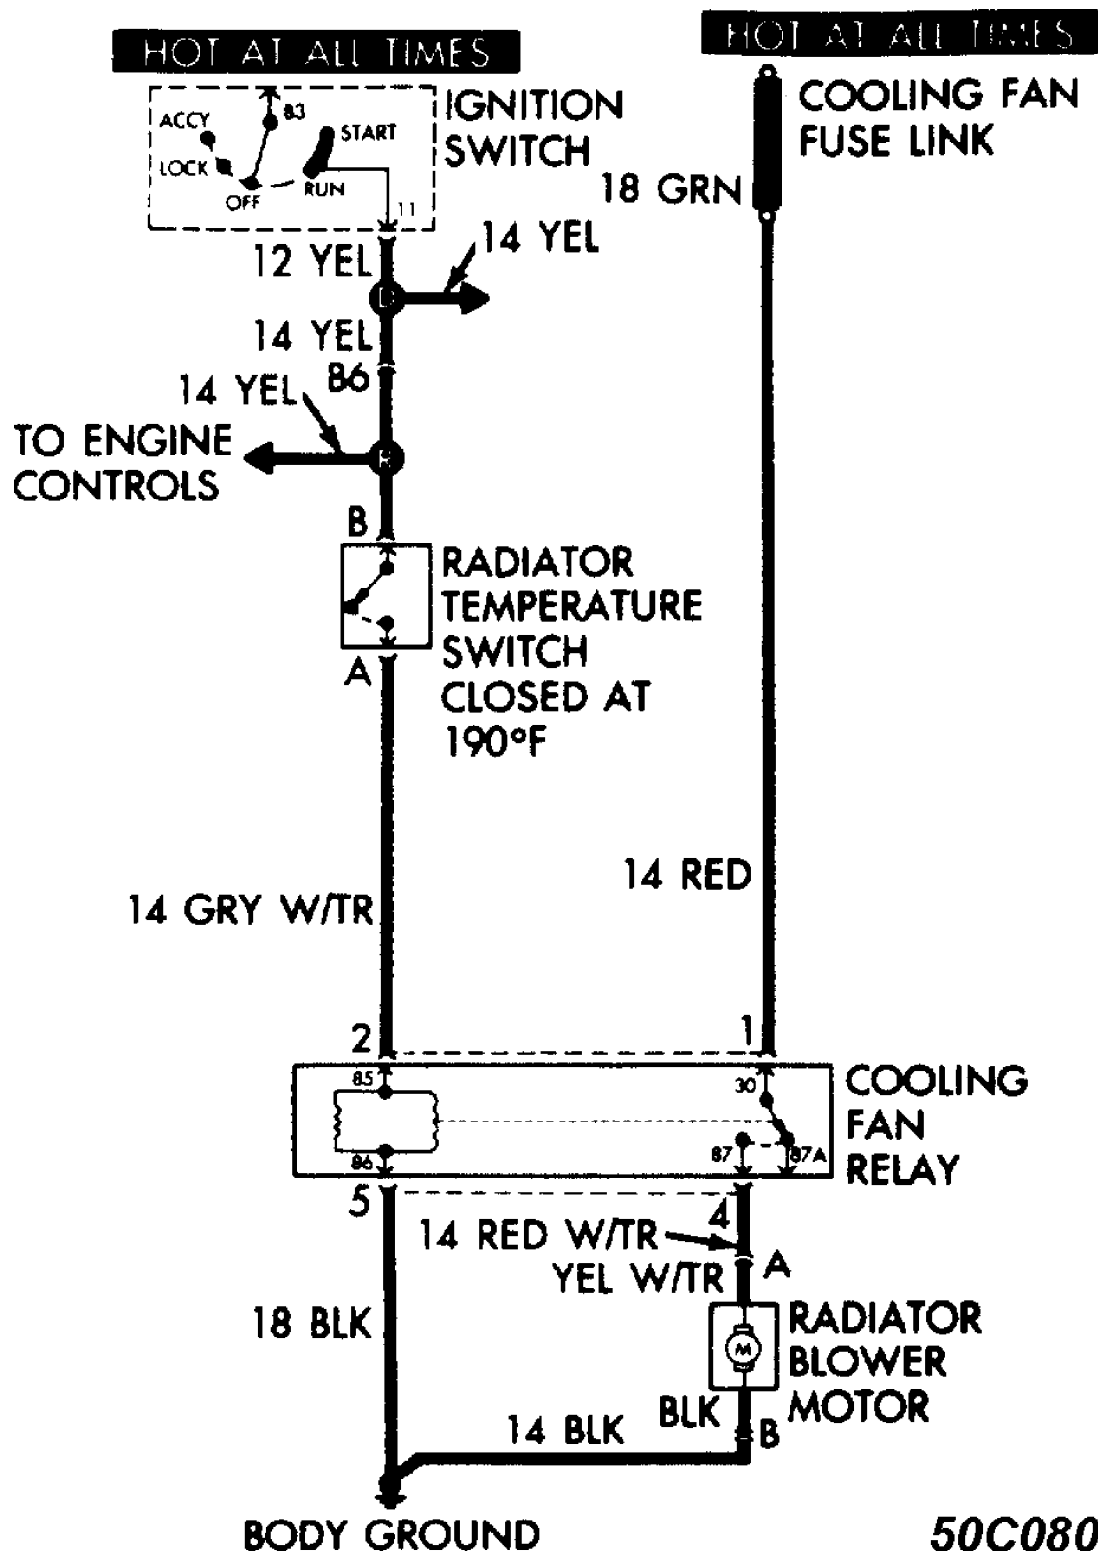 HOT AT ALL TIMES
HOT AT ALL TIMES
IGNITION
SWITCH
ACCY
LOCK
OFF
RUN
START
B3
11
COOLING FAN
FUSE LINK
18 GRN
12 YEL
14 YEL
14 YEL
B6
14 YEL
TO ENGINE
CONTROLS
B
RADIATOR
TEMPERATURE
SWITCH
CLOSED AT
190°F
A
14 RED
14 GRY W/TR
2
1
85
30
COOLING
FAN
RELAY
86
87
87A
5
4
14 RED W/TR
YEL W/TR
A
18 BLK
RADIATOR
BLOWER
MOTOR
M
BLK
B
14 BLK
BODY GROUND
50C080